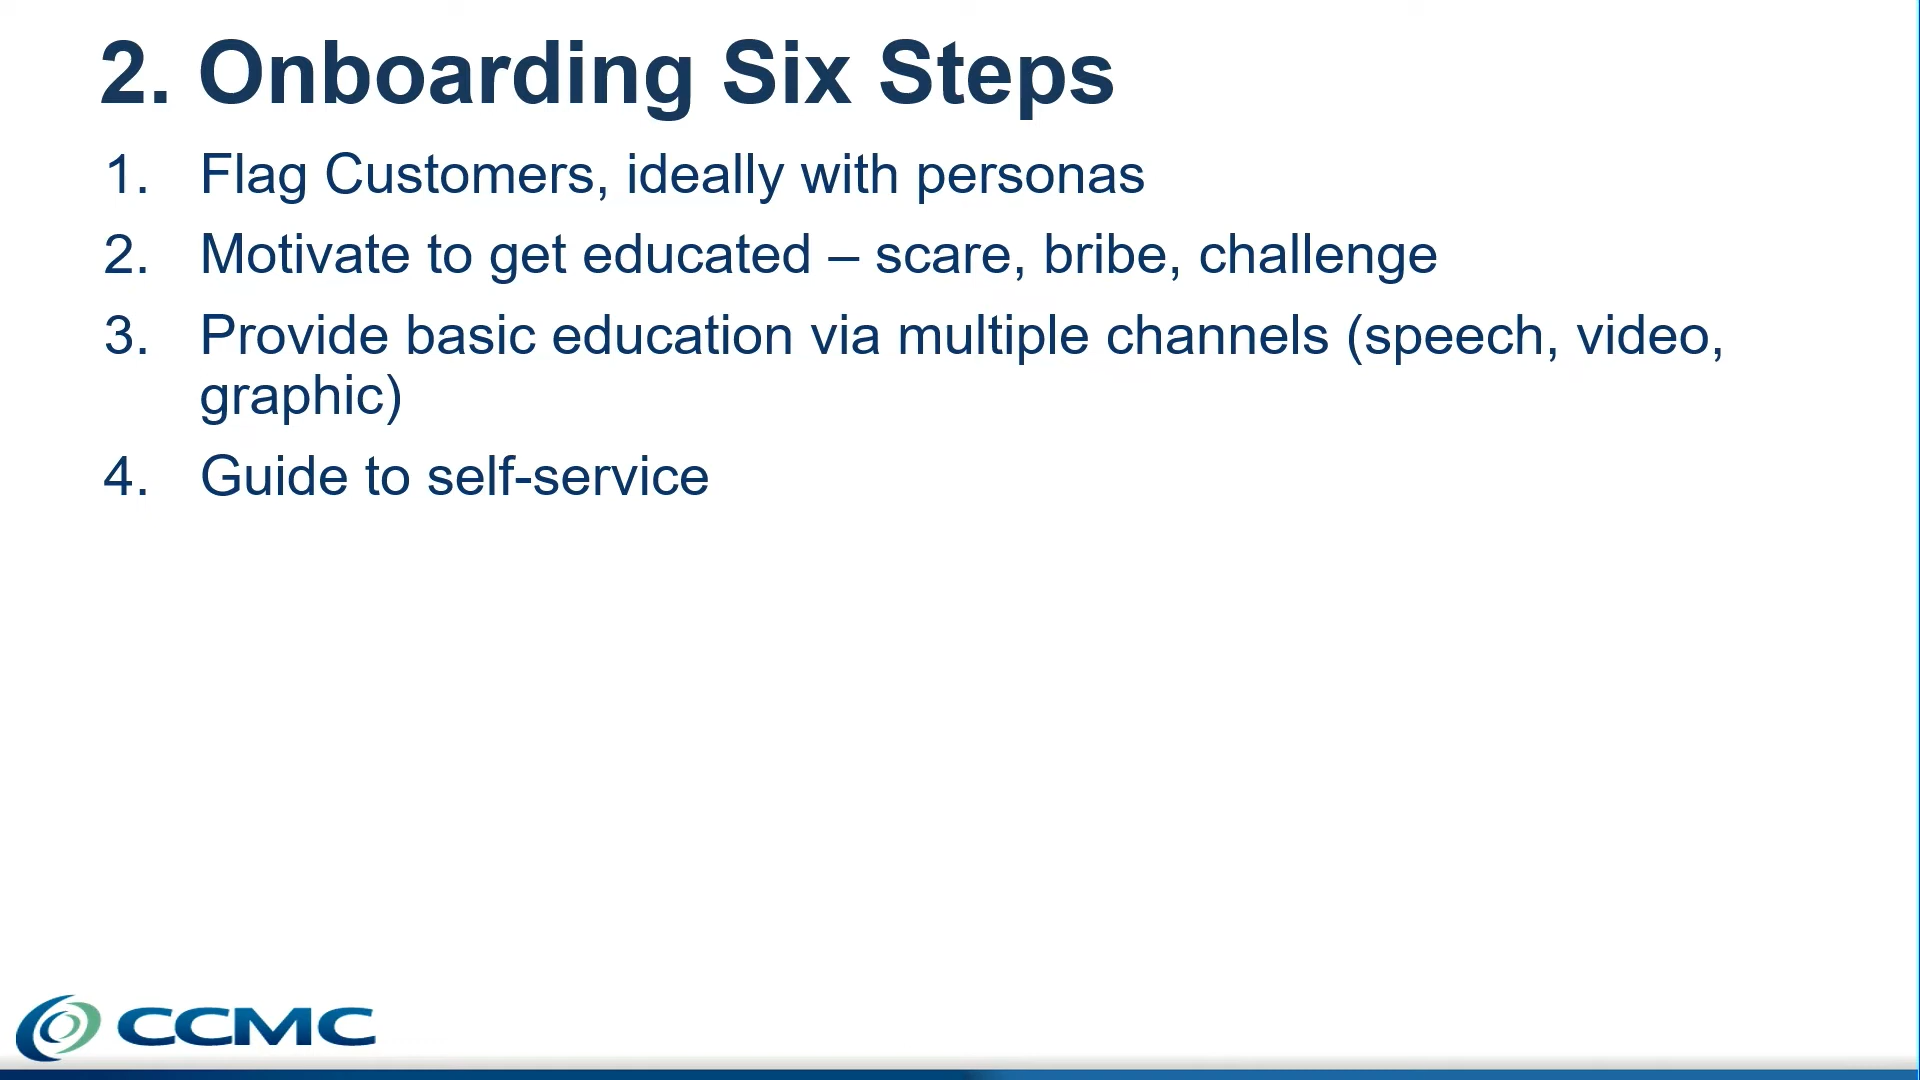 2. Onboarding Six Steps
1. Flag Customers, ideally with personas
2. Motivate to get educated – scare, bribe, challenge
3. Provide basic education via multiple channels (speech, video,
graphic)
4. Guide to self-service
CCMC